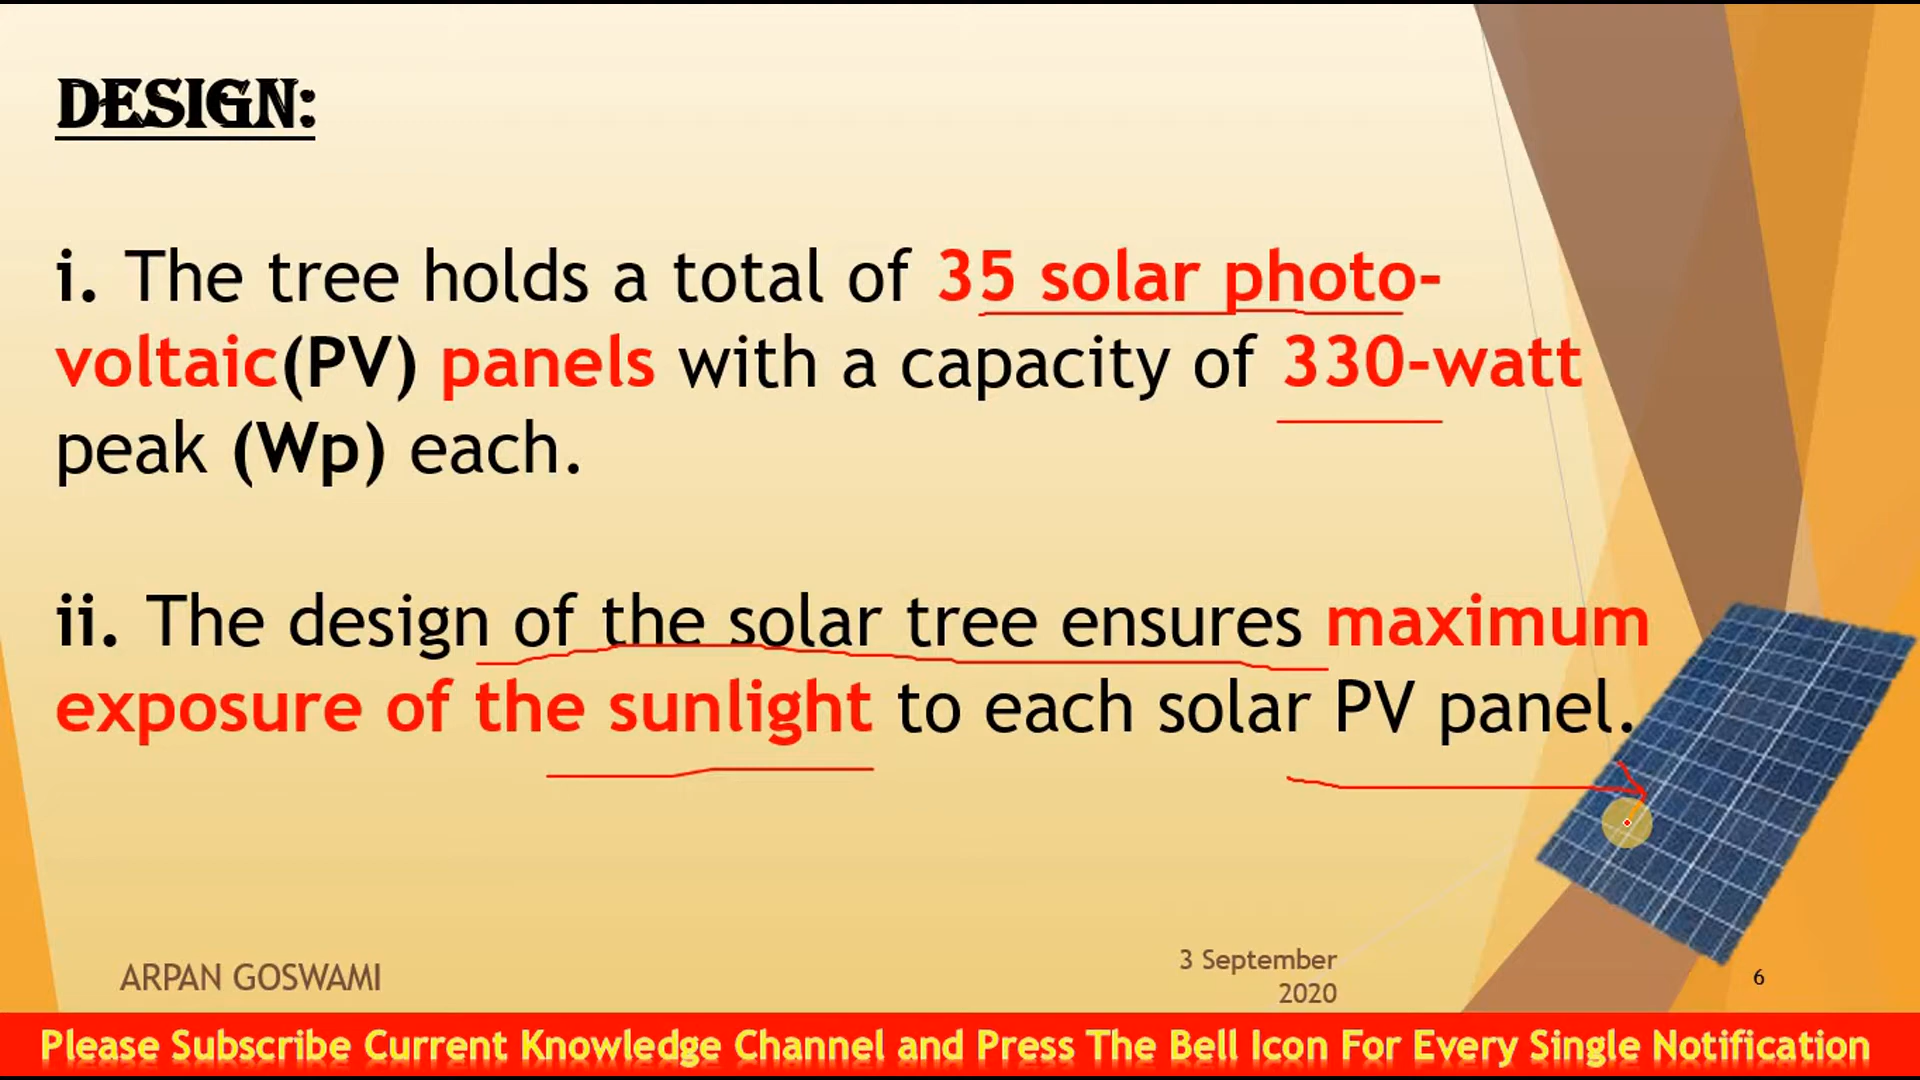 DESIGN:
i. The tree holds a total of 35 solar photo-
voltaic(PV) panels with a capacity of 330-watt
peak (Wp) each.
ii. The design of the solar tree ensures maximum
exposure of the sunlight to each solar PV panel.
ARPAN GOSWAMI
3 September
2020
6
Please Subscribe Current Knowledge Channel and Press The Bell Icon For Every Single Notification